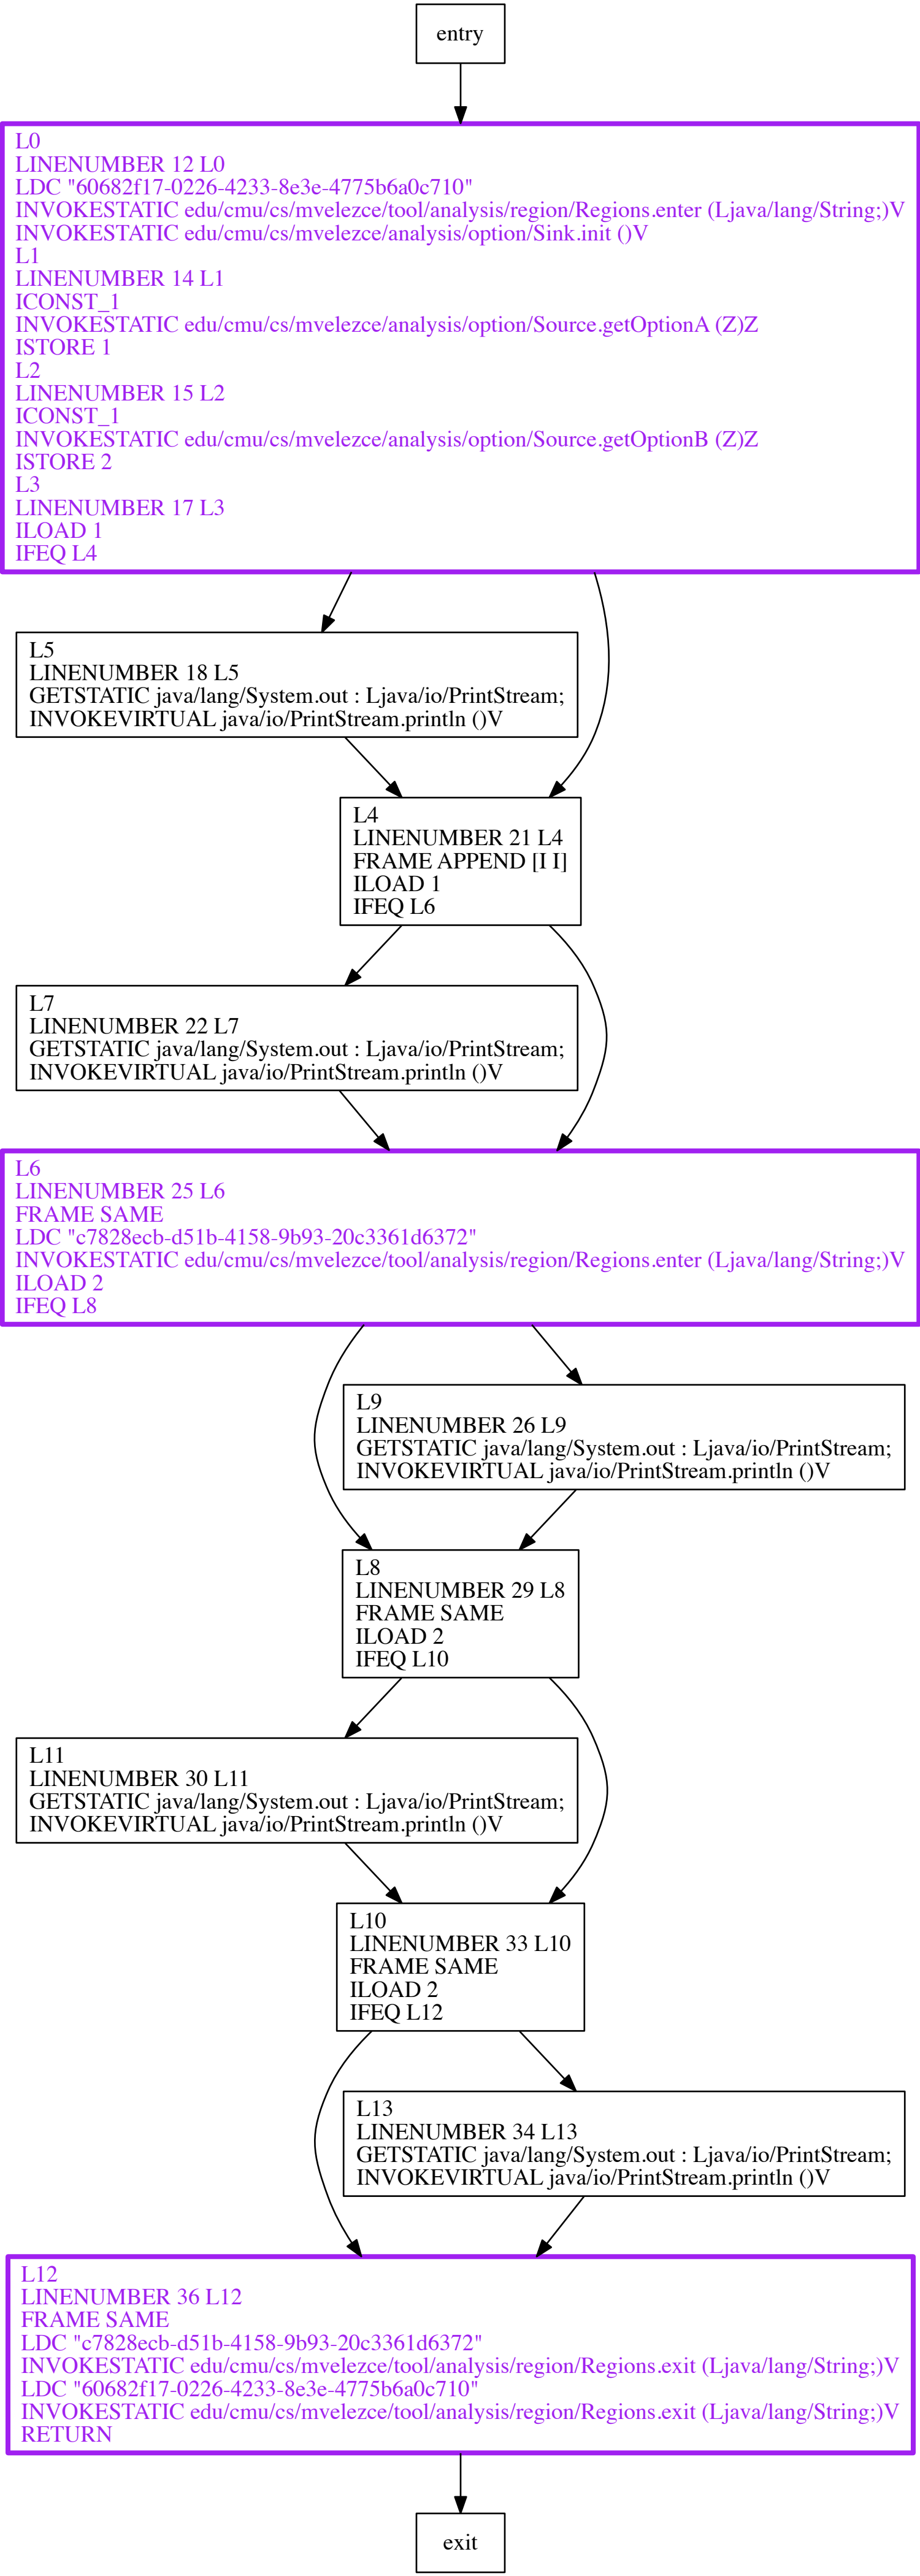 entry
L0
LINENUMBER 12 L0
LDC "60682f17-0226-4233-8e3e-4775b6a0c710"
INVOKESTATIC edu/cmu/cs/mvelezce/tool/analysis/region/Regions.enter (Ljava/lang/String;)V
INVOKESTATIC edu/cmu/cs/mvelezce/analysis/option/Sink.init ()V
L1
LINENUMBER 14 L1
ICONST_1
INVOKESTATIC edu/cmu/cs/mvelezce/analysis/option/Source.getOptionA (Z)Z
ISTORE 1
L2
LINENUMBER 15 L2
ICONST_1
INVOKESTATIC edu/cmu/cs/mvelezce/analysis/option/Source.getOptionB (Z)Z
ISTORE 2
L3
LINENUMBER 17 L3
ILOAD 1
IFEQ L4
L5
LINENUMBER 18 L5
GETSTATIC java/lang/System.out : Ljava/io/PrintStream;
INVOKEVIRTUAL java/io/PrintStream.println ()V
L4
LINENUMBER 21 L4
FRAME APPEND [I I]
ILOAD 1
IFEQ L6
L7
LINENUMBER 22 L7
GETSTATIC java/lang/System.out : Ljava/io/PrintStream;
INVOKEVIRTUAL java/io/PrintStream.println ()V
L6
LINENUMBER 25 L6
FRAME SAME
LDC "c7828ecb-d51b-4158-9b93-20c3361d6372"
INVOKESTATIC edu/cmu/cs/mvelezce/tool/analysis/region/Regions.enter (Ljava/lang/String;)V
ILOAD 2
IFEQ L8
L9
LINENUMBER 26 L9
GETSTATIC java/lang/System.out : Ljava/io/PrintStream;
INVOKEVIRTUAL java/io/PrintStream.println ()V
L8
LINENUMBER 29 L8
FRAME SAME
ILOAD 2
IFEQ L10
L11
LINENUMBER 30 L11
GETSTATIC java/lang/System.out : Ljava/io/PrintStream;
INVOKEVIRTUAL java/io/PrintStream.println ()V
L10
LINENUMBER 33 L10
FRAME SAME
ILOAD 2
IFEQ L12
L13
LINENUMBER 34 L13
GETSTATIC java/lang/System.out : Ljava/io/PrintStream;
INVOKEVIRTUAL java/io/PrintStream.println ()V
L12
LINENUMBER 36 L12
FRAME SAME
LDC "c7828ecb-d51b-4158-9b93-20c3361d6372"
INVOKESTATIC edu/cmu/cs/mvelezce/tool/analysis/region/Regions.exit (Ljava/lang/String;)V
LDC "60682f17-0226-4233-8e3e-4775b6a0c710"
INVOKESTATIC edu/cmu/cs/mvelezce/tool/analysis/region/Regions.exit (Ljava/lang/String;)V
RETURN
exit